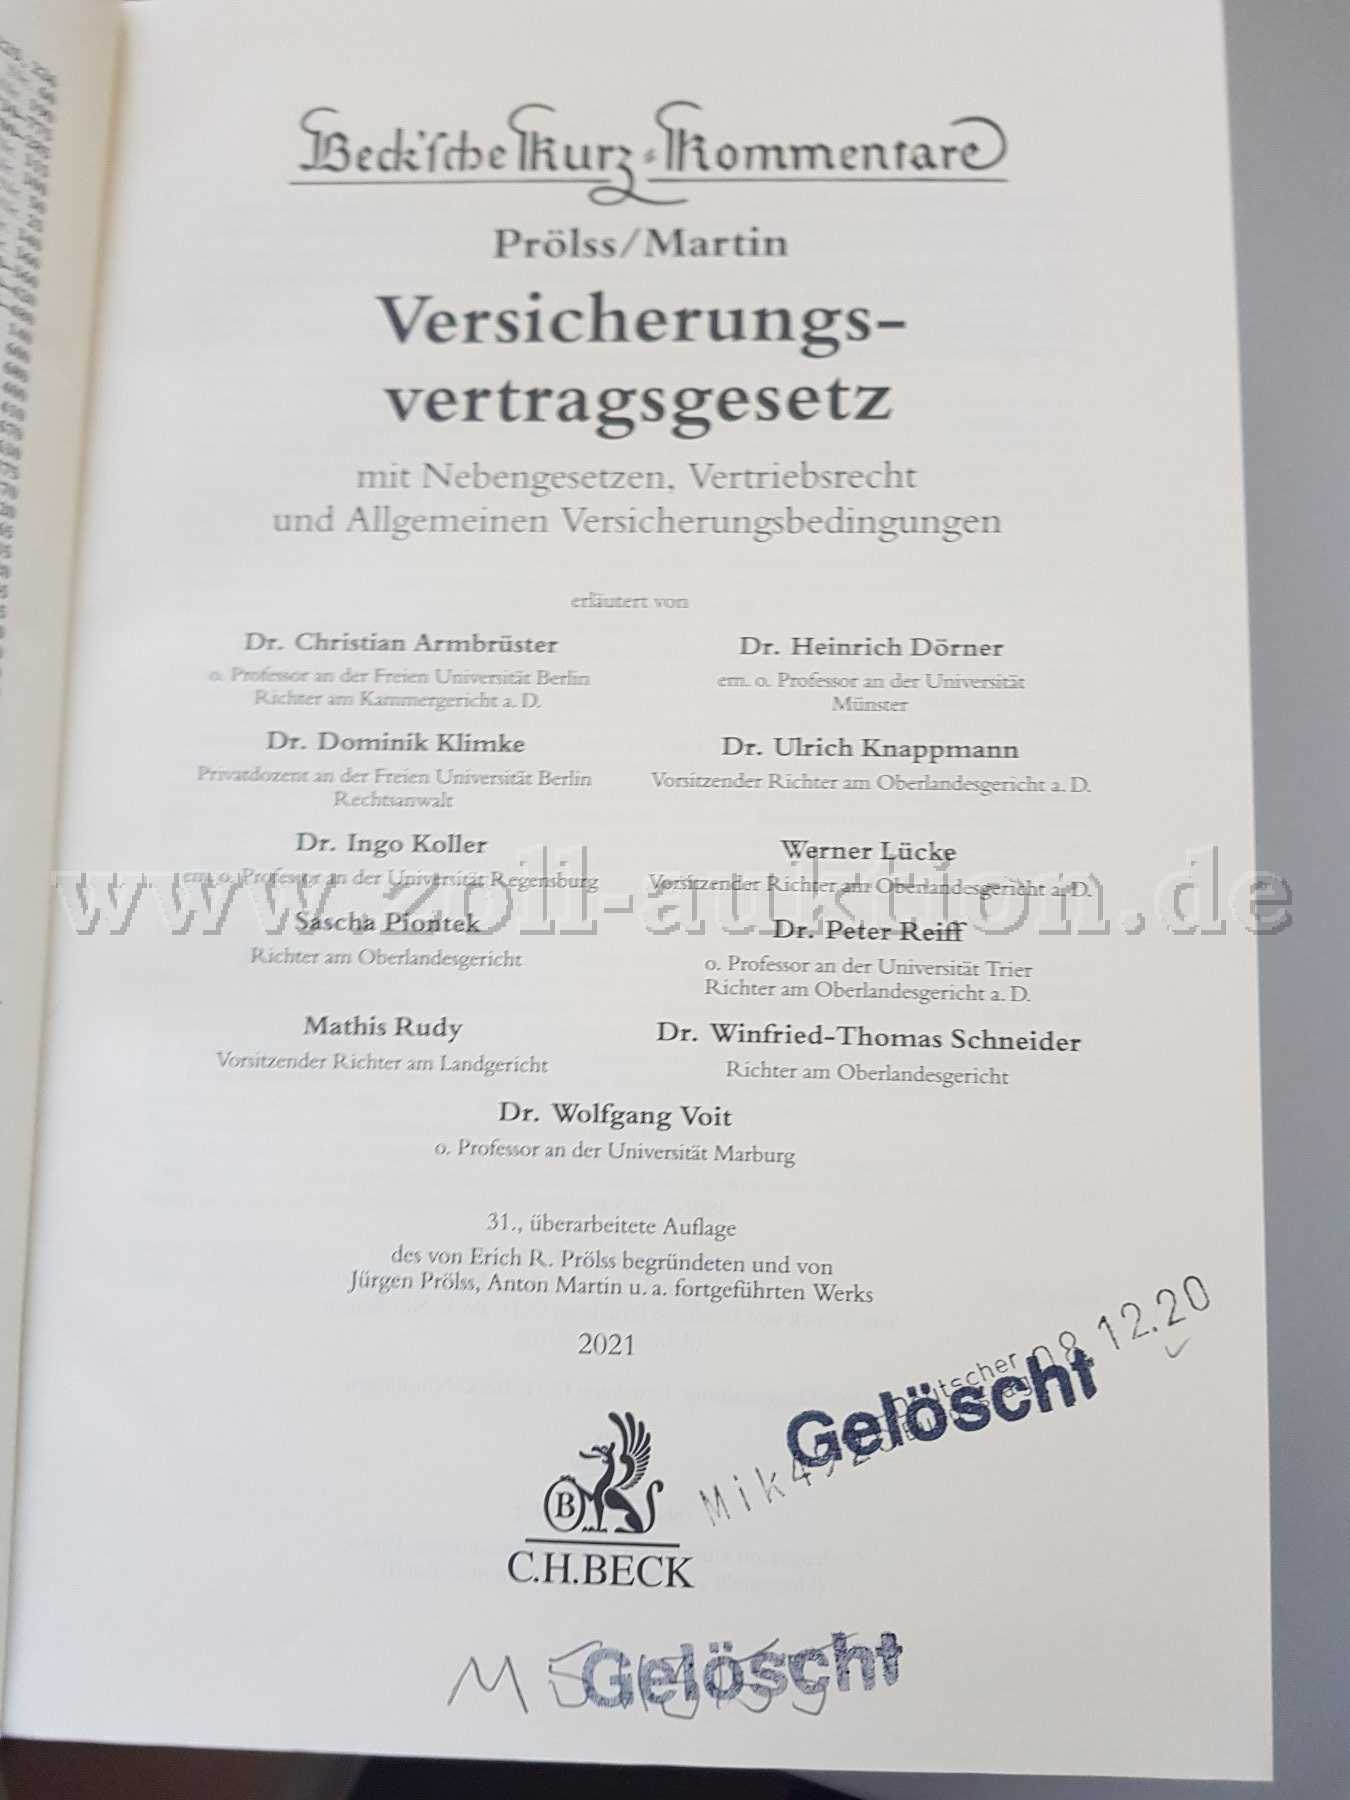 Beck'sche Kurz-Kommentare
Prölss/Martin
Versicherungs-
vertragsgesetz
mit Nebengesetzen, Vertriebsrecht
und Allgemeinen Versicherungsbedingungen
erläutert von
Dr. Christian Armbrüster
o. Professor an der Freien Universität Berlin
Richter am Kammergericht a. D.
Dr. Heinrich Dörner
em. o. Professor an der Universität
Münster
Dr. Dominik Klimke
Privatdozent an der Freien Universität Berlin
Rechtsanwalt
Dr. Ulrich Knappmann
Vorsitzender Richter am Oberlandesgericht a. D.
Dr. Ingo Koller
em. o. Professor an der Universität Regensburg
Werner Lücke
Vorsitzender Richter am Oberlandesgericht a. D.
www.zoll-auktion.de
Sascha Piontek
Richter am Oberlandesgericht
Dr. Peter Reiff
o. Professor an der Universität Trier
Richter am Oberlandesgericht a. D.
Mathis Rudy
Vorsitzender Richter am Landgericht
Dr. Winfried-Thomas Schneider
Richter am Oberlandesgericht
Dr. Wolfgang Voit
o. Professor an der Universität Marburg
31., überarbeitete Auflage
des von Erich R. Prölss begründeten und von
Jürgen Prölss, Anton Martin u. a. fortgeführten Werks
2021
08.12.20
Gelöscht
B
C.H.BECK
Gelöscht